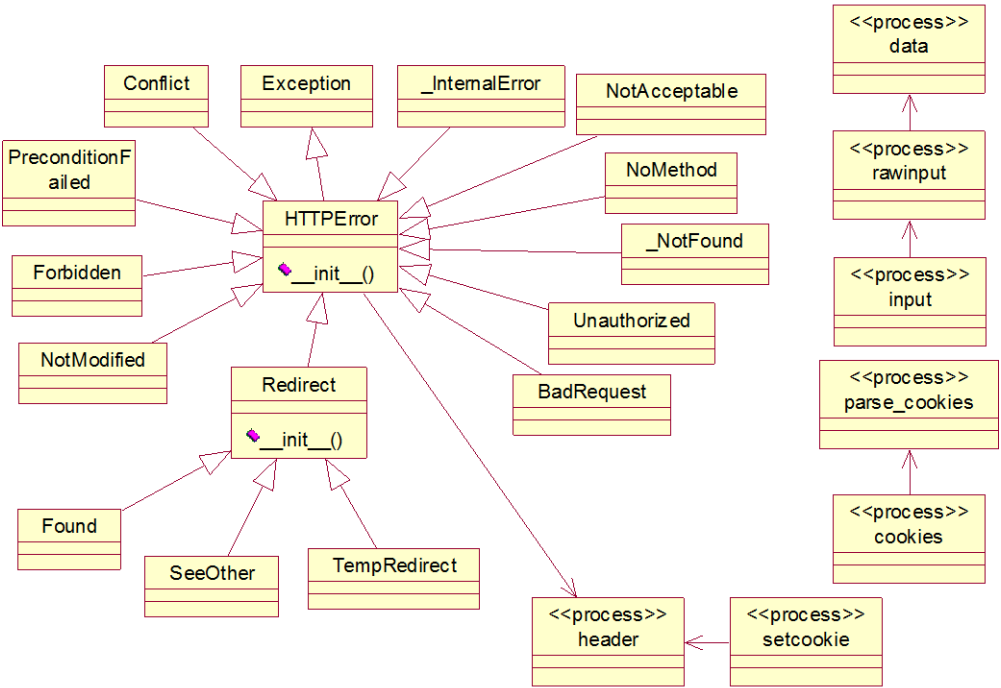 <<process>>
data
Conflict
Exception
_InternalError
NotAcceptable
PreconditionF
ailed
<<process>>
rawinput
NoMethod
HTTPError
__init__()
_NotFound
Forbidden
<<process>>
input
Unauthorized
NotModified
Redirect
__init__()
BadRequest
<<process>>
parse_cookies
Found
<<process>>
cookies
SeeOther
TempRedirect
<<process>>
header
<<process>>
setcookie